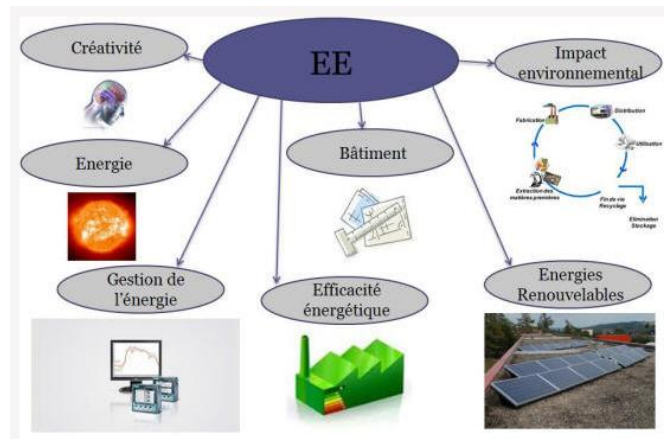 EE
Créativité
Impact
environnemental
Fabrication
Distribution
Utilisation
Extraction des
matières premières
Fin de vie
Recyclage
Elimination
Stockage
Energie
Bâtiment
Gestion de
l'énergie
Efficacité
énergétique
Energies
Renouvelables